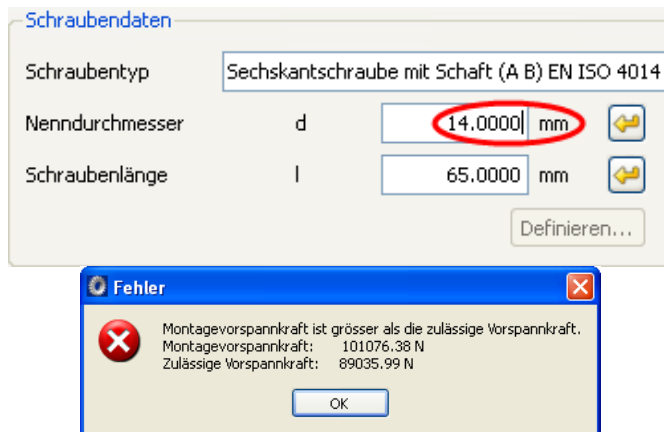 Schraubendaten
Schraubentyp Sechskantschraube mit Schaft (A B) EN ISO 4014
Nenndurchmesser d 14.0000 mm
Schraubenlänge l 65.0000 mm
Definieren...
Fehler
Montagevorspannkraft ist grösser als die zulässige Vorspannkraft.
Montagevorspannkraft: 101076.38 N
Zulässige Vorspannkraft: 89035.99 N
OK